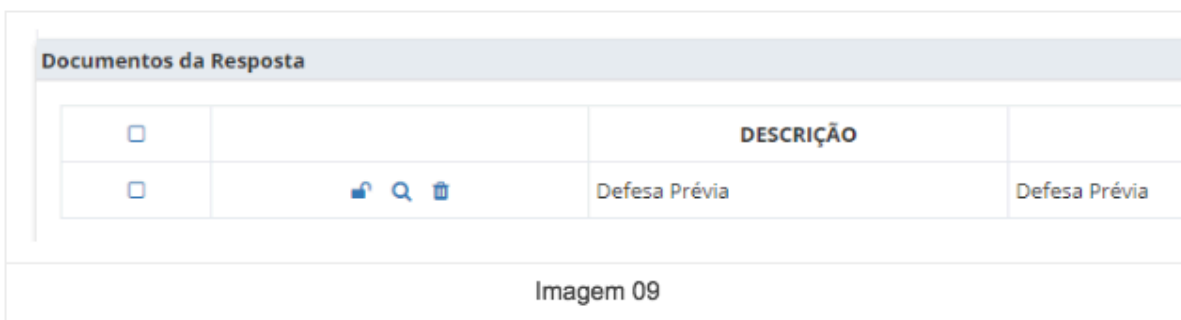 Documentos da Resposta
DESCRIÇÃO
Defesa Prévia Defesa Prévia
Imagem 09